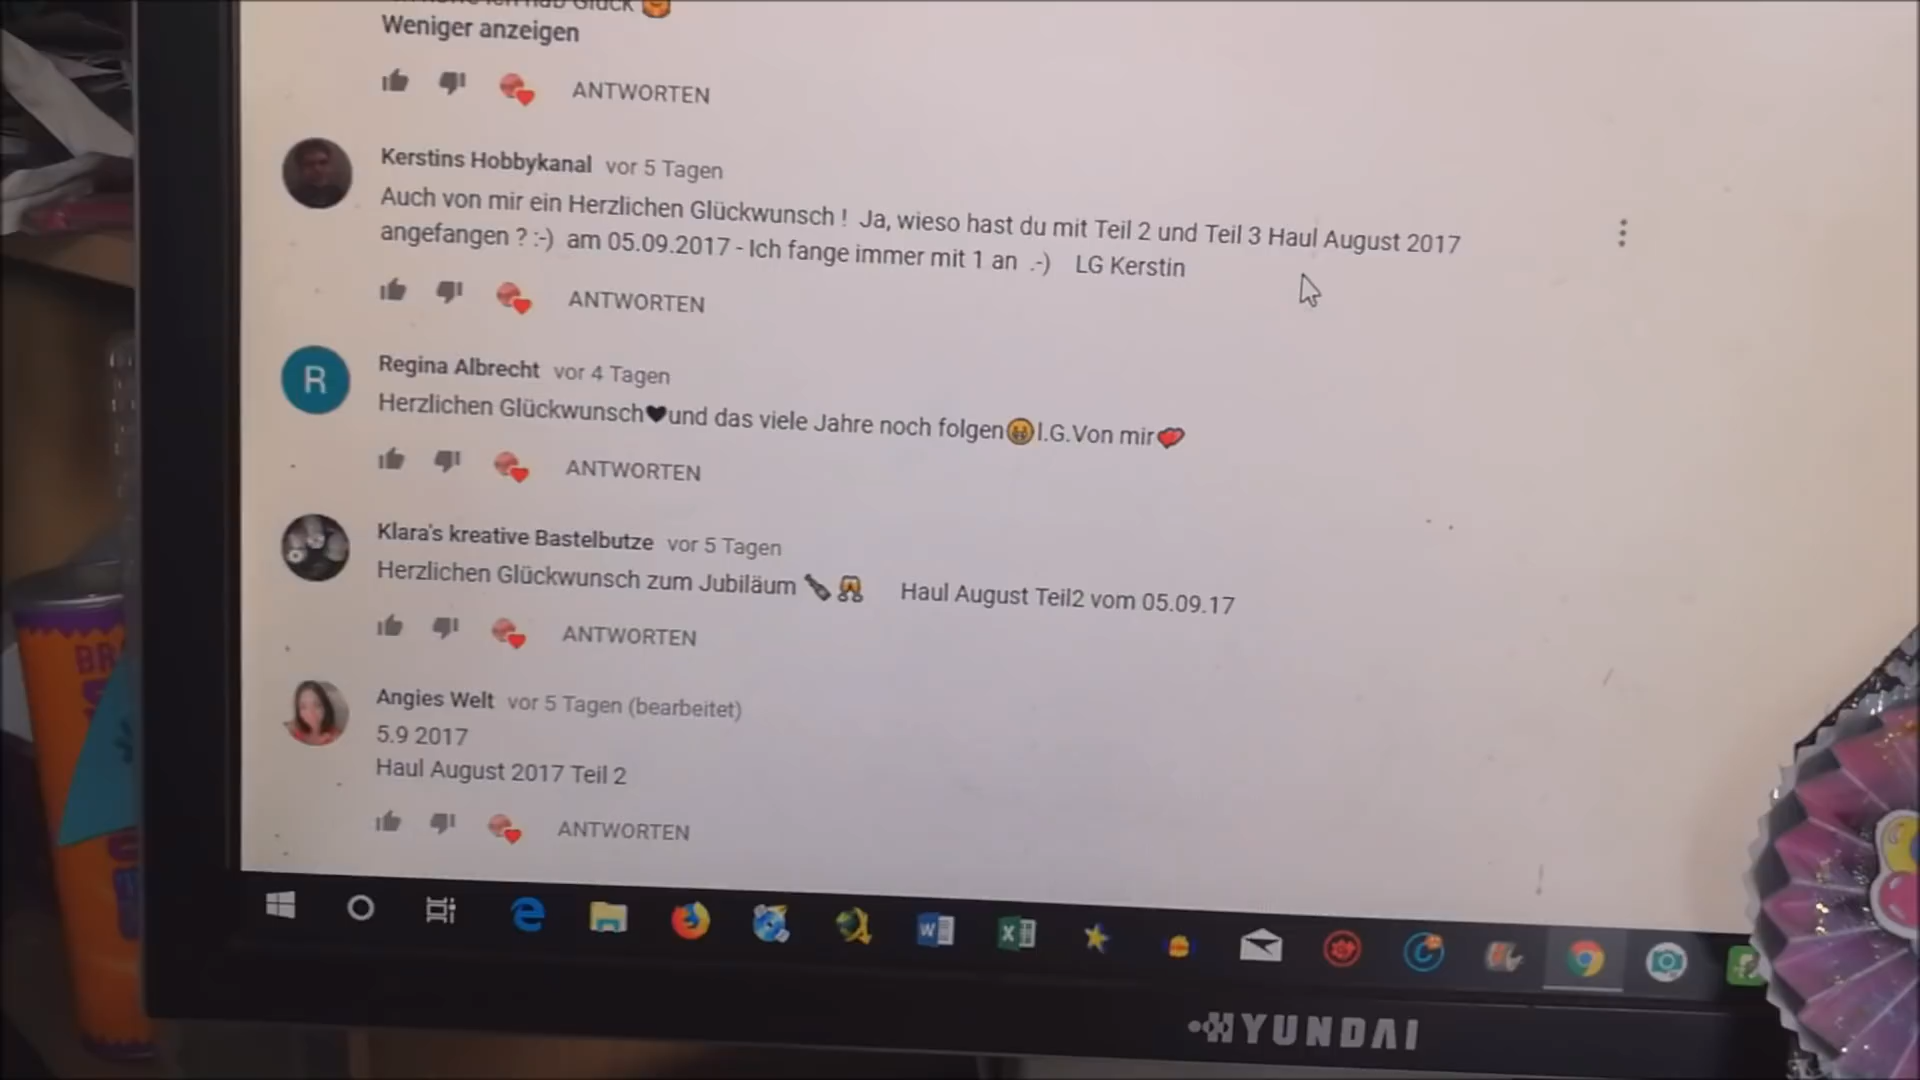 Glück
Weniger anzeigen
ANTWORTEN
Kerstins Hobbykanal vor 5 Tagen
Auch von mir ein Herzlichen Glückwunsch ! Ja, wieso hast du mit Teil 2 und Teil 3 Haul August 2017
angefangen ? :-) am 05.09.2017 - Ich fange immer mit 1 an .-) LG Kerstin
ANTWORTEN
R
Regina Albrecht vor 4 Tagen
Herzlichen Glückwunsch🖤und das viele Jahre noch folgen😀l.G.Von mir💕
ANTWORTEN
Klara's kreative Bastelbutze vor 5 Tagen
Herzlichen Glückwunsch zum Jubiläum 🍾🥂 Haul August Teil2 vom 05.09.17
ANTWORTEN
Angies Welt vor 5 Tagen (bearbeitet)
5.9 2017
Haul August 2017 Teil 2
ANTWORTEN
HYUNDAI